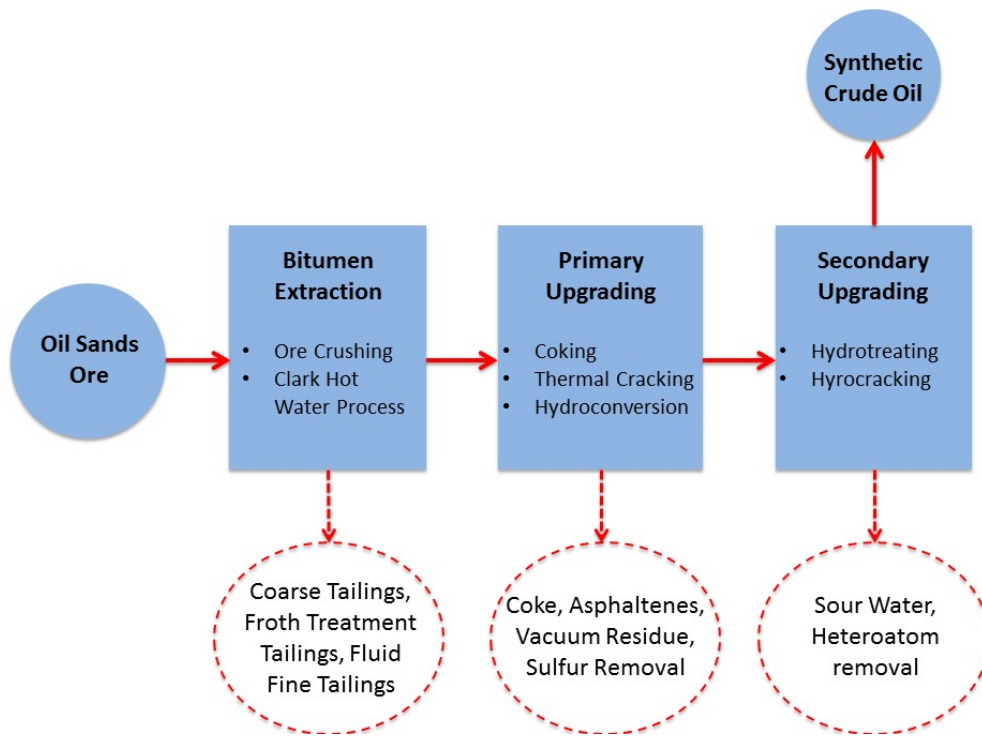 Synthetic
Crude Oil
Oil Sands
Ore
Bitumen
Extraction
• Ore Crushing
• Clark Hot
Water Process
Primary
Upgrading
• Coking
• Thermal Cracking
• Hydroconversion
Secondary
Upgrading
• Hydrotreating
• Hyrocracking
Coarse Tailings,
Froth Treatment
Tailings, Fluid
Fine Tailings
Coke, Asphaltenes,
Vacuum Residue,
Sulfur Removal
Sour Water,
Heteroatom
removal